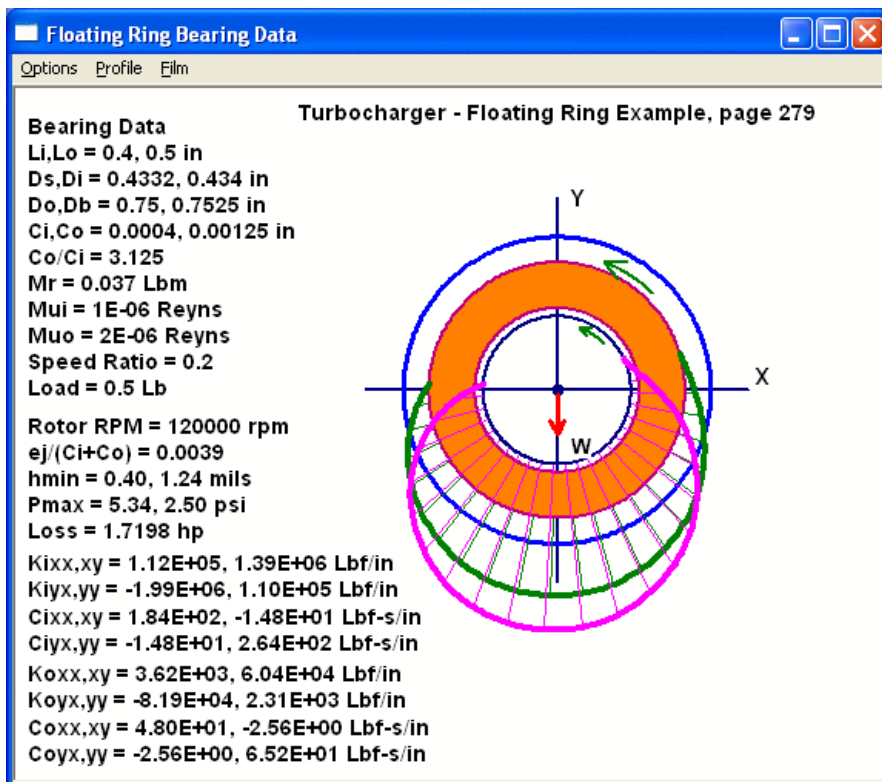 Floating Ring Bearing Data
Options Profile Film
Turbocharger - Floating Ring Example, page 279
Bearing Data
Li,Lo = 0.4, 0.5 in
Ds,Di = 0.4332, 0.434 in
Do,Db = 0.75, 0.7525 in
Ci,Co = 0.0004, 0.00125 in
Co/Ci = 3.125
Mr = 0.037 Lbm
Mui = 1E-06 Reyns
Muo = 2E-06 Reyns
Speed Ratio = 0.2
Load = 0.5 Lb
Rotor RPM = 120000 rpm
ej/(Ci+Co) = 0.0039
hmin = 0.40, 1.24 mils
Pmax = 5.34, 2.50 psi
Loss = 1.7198 hp
Kixx,xy = 1.12E+05, 1.39E+06 Lbf/in
Kiyx,yy = -1.99E+06, 1.10E+05 Lbf/in
Cixx,xy = 1.84E+02, -1.48E+01 Lbf-s/in
Ciyx,yy = -1.48E+01, 2.64E+02 Lbf-s/in
Koxx,xy = 3.62E+03, 6.04E+04 Lbf/in
Koyx,yy = -8.19E+04, 2.31E+03 Lbf/in
Coxx,xy = 4.80E+01, -2.56E+00 Lbf-s/in
Coyx,yy = -2.56E+00, 6.52E+01 Lbf-s/in
Y
X
W